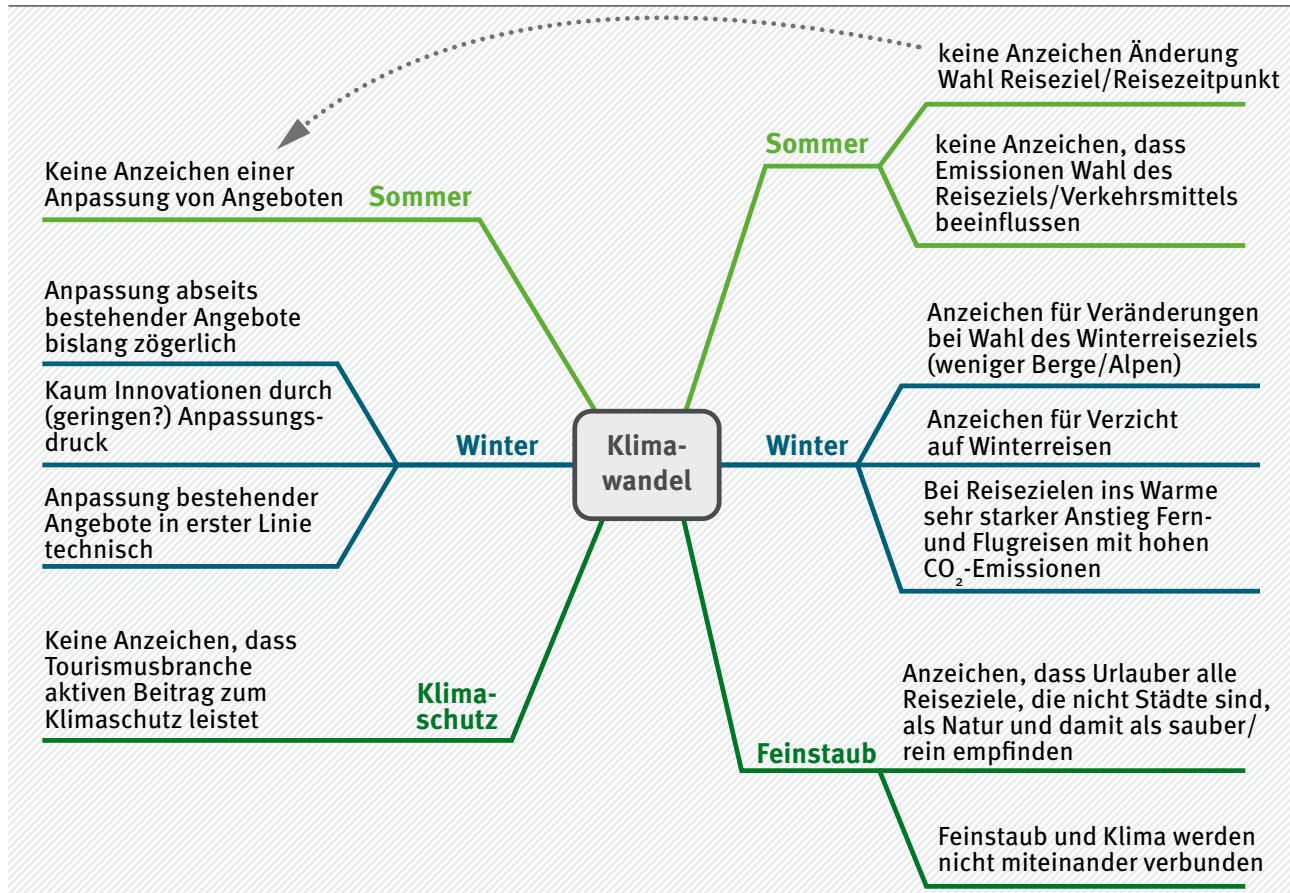 keine Anzeichen Änderung
Wahl Reiseziel/Reisezeitpunkt
Sommer
keine Anzeichen, dass
Emissionen Wahl des
Reiseziels/Verkehrsmittels
beeinflussen
Keine Anzeichen einer
Anpassung von Angeboten
Sommer
Anpassung abseits
bestehender Angebote
bislang zögerlich
Kaum Innovationen durch
(geringen?) Anpassungs-
druck
Winter
Anpassung bestehender
Angebote in erster Linie
technisch
Klima-
wandel
Anzeichen für Veränderungen
bei Wahl des Winterreiseziels
(weniger Berge/Alpen)
Winter
Anzeichen für Verzicht
auf Winterreisen
Bei Reisezielen ins Warme
sehr starker Anstieg Fern-
und Flugreisen mit hohen
CO₂-Emissionen
Keine Anzeichen, dass
Tourismusbranche
aktiven Beitrag zum
Klimaschutz leistet
Klima-
schutz
Anzeichen, dass Urlauber alle
Reiseziele, die nicht Städte sind,
als Natur und damit als sauber/
rein empfinden
Feinstaub
Feinstaub und Klima werden
nicht miteinander verbunden